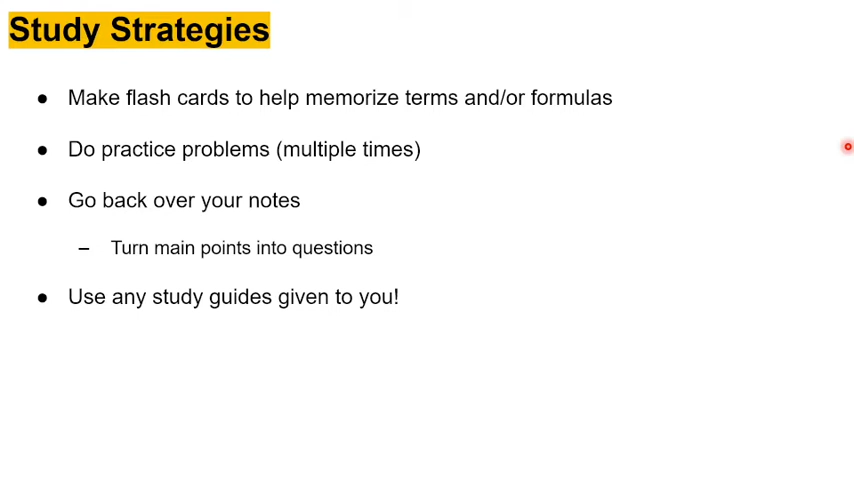 Study Strategies
● Make flash cards to help memorize terms and/or formulas
● Do practice problems (multiple times)
● Go back over your notes
– Turn main points into questions
● Use any study guides given to you!